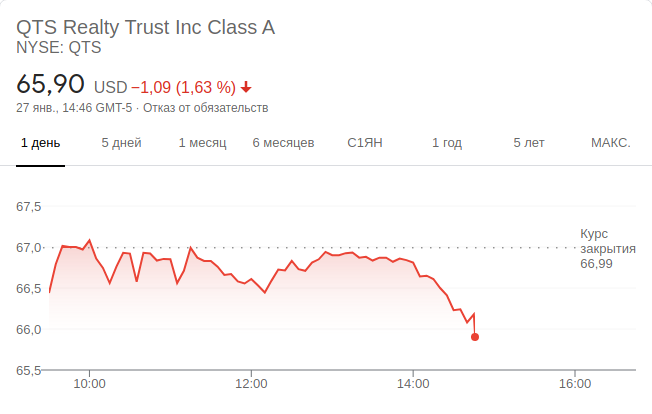 QTS Realty Trust Inc Class A
NYSE: QTS
65,90 USD −1,09 (1,63 %)
27 янв., 14:46 GMT-5 · Отказ от обязательств
1 день 5 дней 1 месяц 6 месяцев С1ЯН 1 год 5 лет МАКС.
67,5
Курс
67,0 закрытия
66,99
66,5
66,0
65,5
10:00 12:00 14:00 16:00